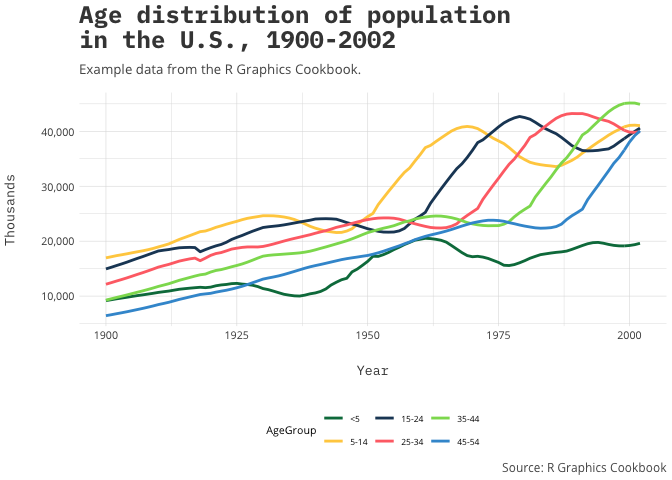 Age distribution of population
in the U.S., 1900-2002
Example data from the R Graphics Cookbook.
Thousands
40,000
30,000
20,000
10,000
1900 1925 1950 1975 2000
Year
AgeGroup
<5 15-24 35-44
5-14 25-34 45-54
Source: R Graphics Cookbook